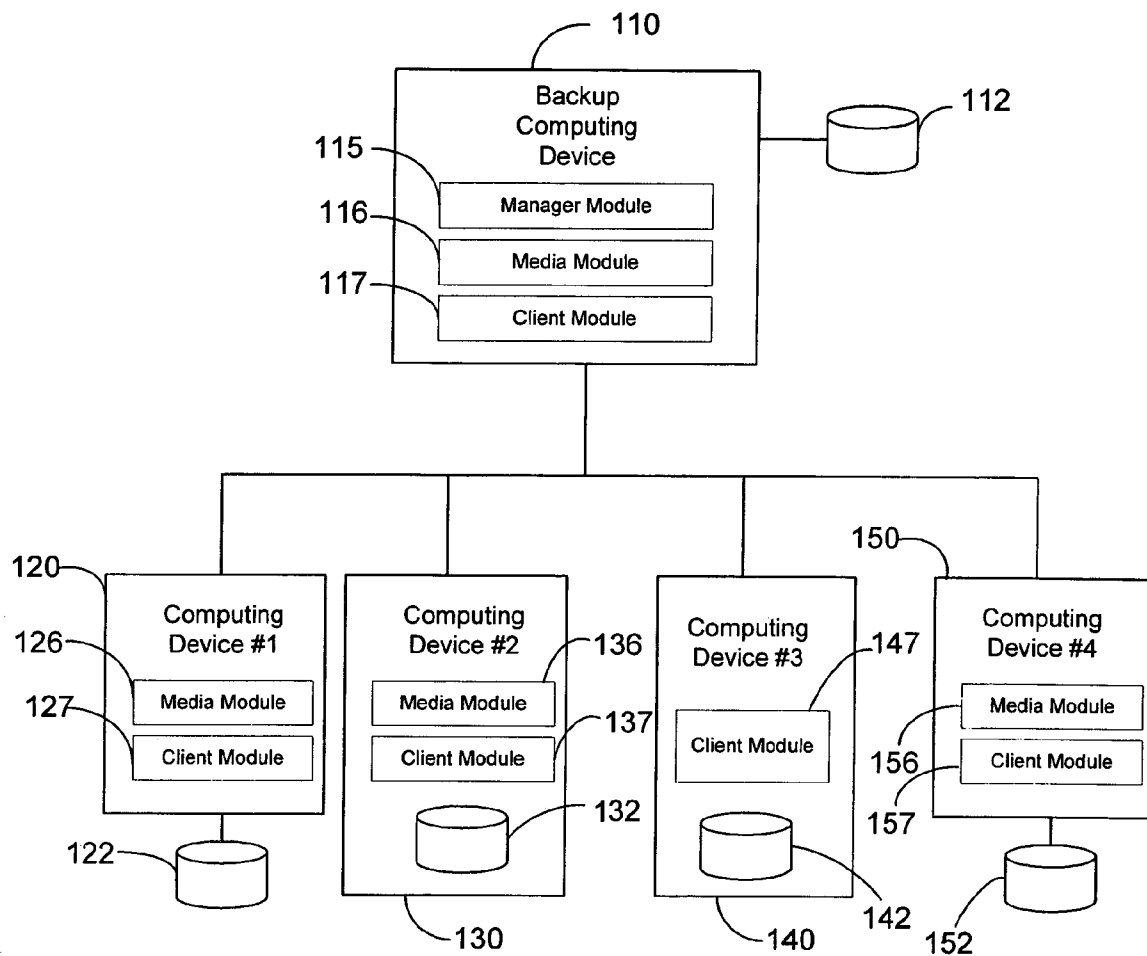 110
Backup
Computing
Device
112
115
Manager Module
116
Media Module
117
Client Module
120
Computing
Device #1
126
Media Module
127
Client Module
122
Computing
Device #2
136
Media Module
137
Client Module
132
130
Computing
Device #3
147
Client Module
142
140
150
Computing
Device #4
Media Module
156
Client Module
157
152